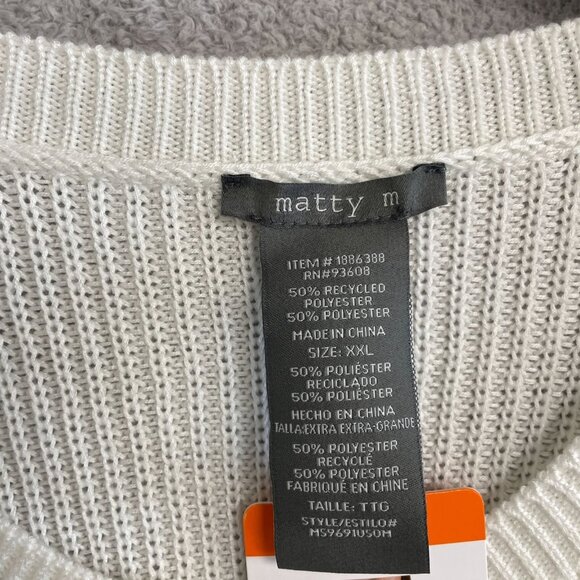 matty m
ITEM # 1886388
RN#93608
50% RECYCLED
POLYESTER
50% POLYESTER
MADE IN CHINA
SIZE: XXL
50% POLIÉSTER
RECICLADO
50% POLIÉSTER
HECHO EN CHINA
TALLA:EXTRA EXTRA-GRANDE
50% POLYESTER
RECYCLÉ
50% POLYESTER
FABRIQUÉ EN CHINE
TAILLE: TTG
STYLE/ESTILO#
MS9691USOM